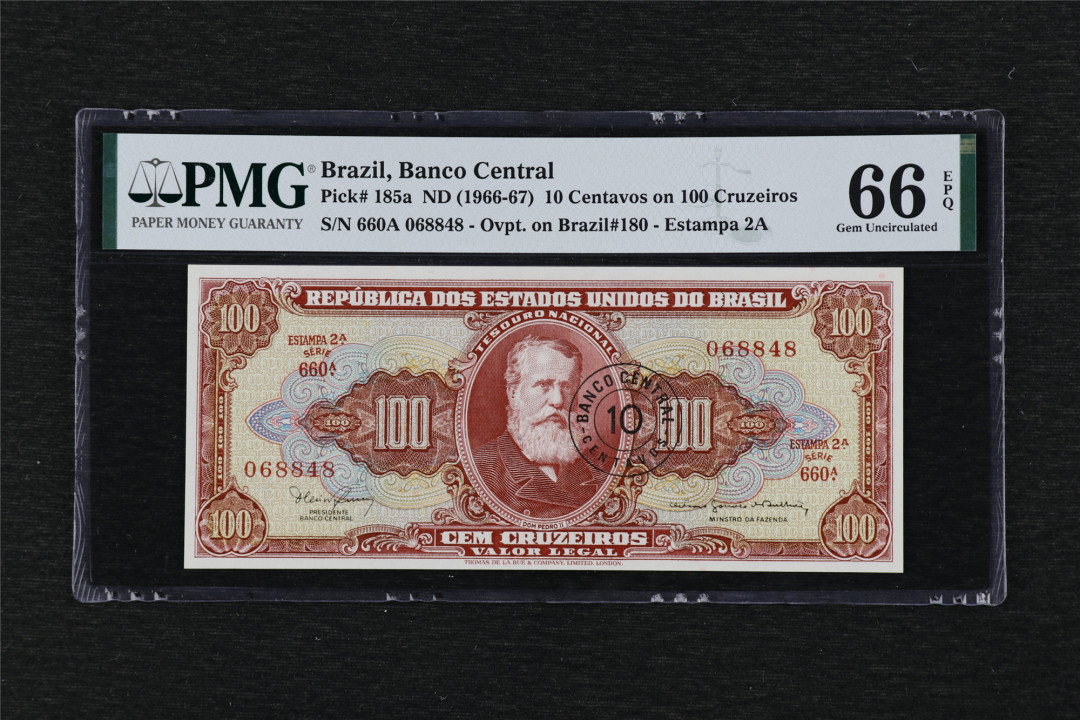 PMG®
PAPER MONEY GUARANTY
Brazil, Banco Central
Pick# 185a ND (1966-67) 10 Centavos on 100 Cruzeiros
S/N 660A 068848 - Ovpt. on Brazil#180 - Estampa 2A
66 EPQ
Gem Uncirculated
REPÚBLICA DOS ESTADOS UNIDOS DO BRASIL
TESOURO NACIONAL
100
100
ESTAMPA 2A
SÉRIE
660A
068848
100
100
100
100
BANCO CENTRAL
10
CENTAVOS
068848
ESTAMPA 2A
SÉRIE
660A
PRESIDENTE
BANCO CENTRAL
DOM PEDRO II
MINSTRO DA FAZENDA
100
100
CEM CRUZEIROS
VALOR LEGAL
THOMAS DE LA RUE & COMPANY, LIMITED, LONDON.